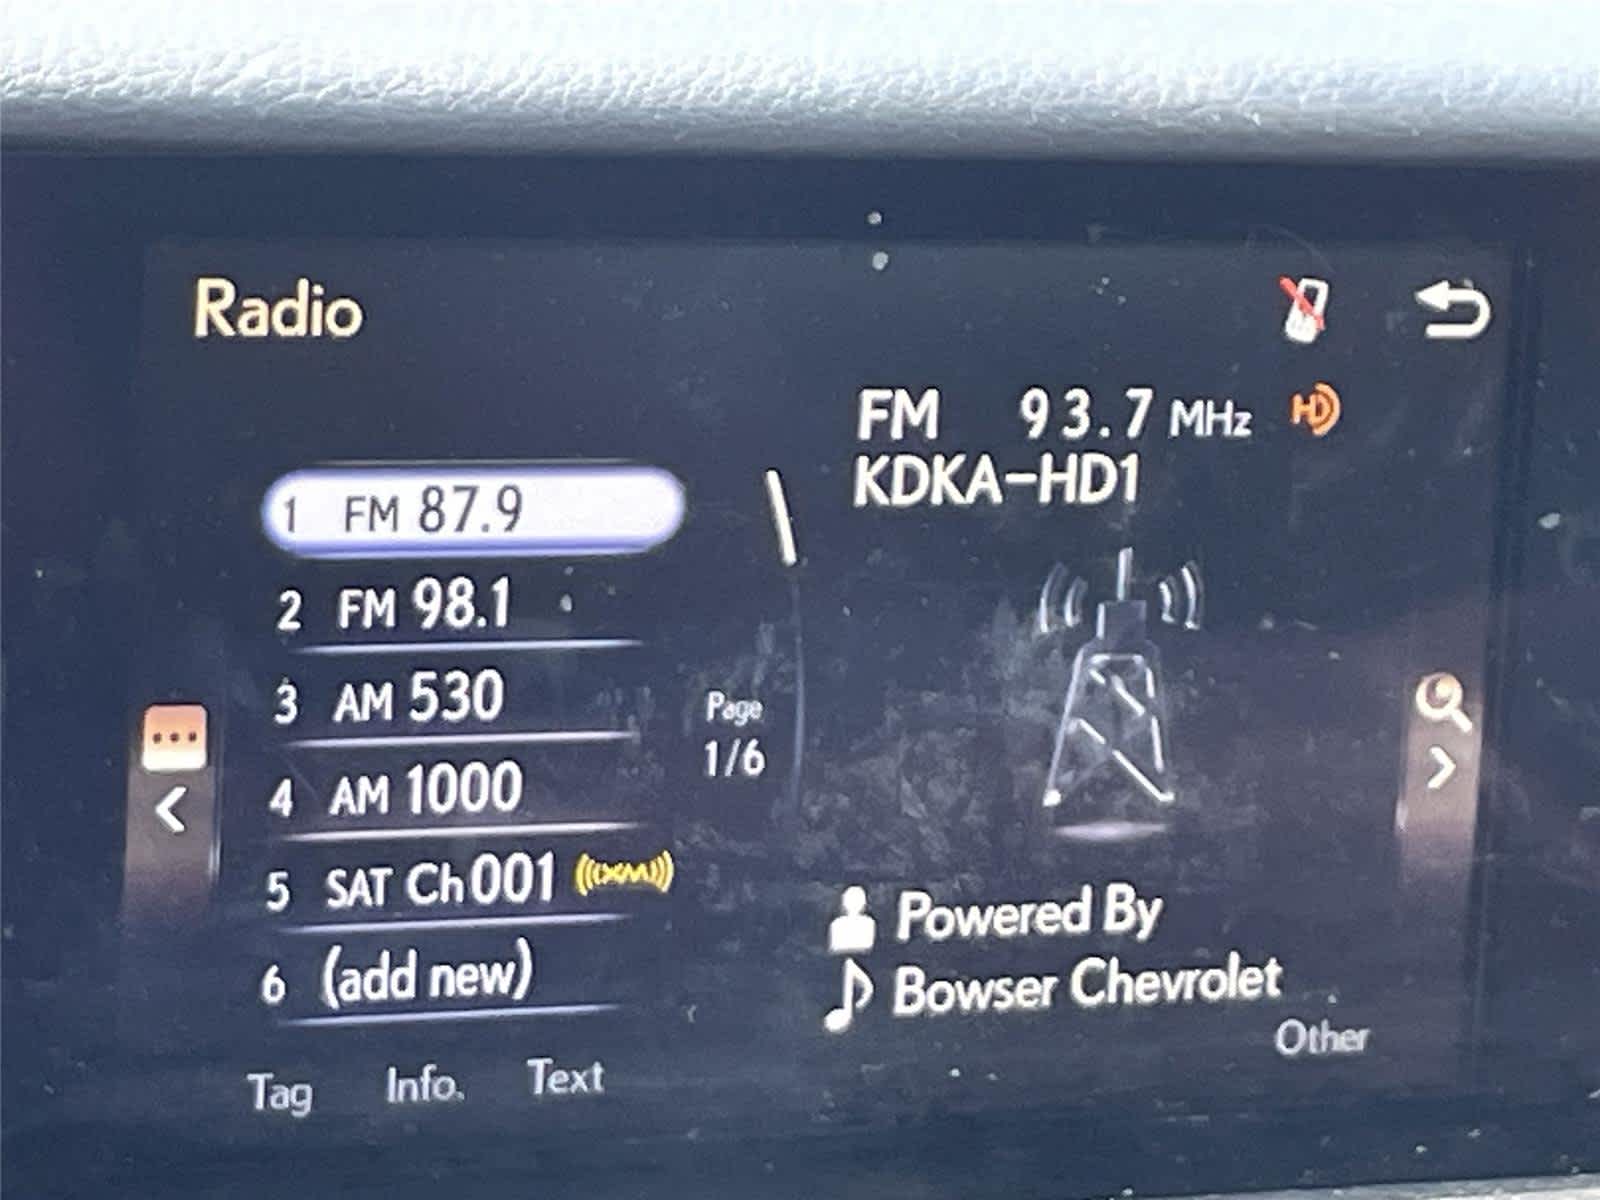 Radio
FM 93.7 MHz HD
KDKA-HD1
1 FM 87.9
2 FM 98.1
3 AM 530
4 AM 1000
5 SAT Ch001 ((XM))
6 (add new)
Page
1/6
Powered By
Bowser Chevrolet
Other
Tag Info. Text